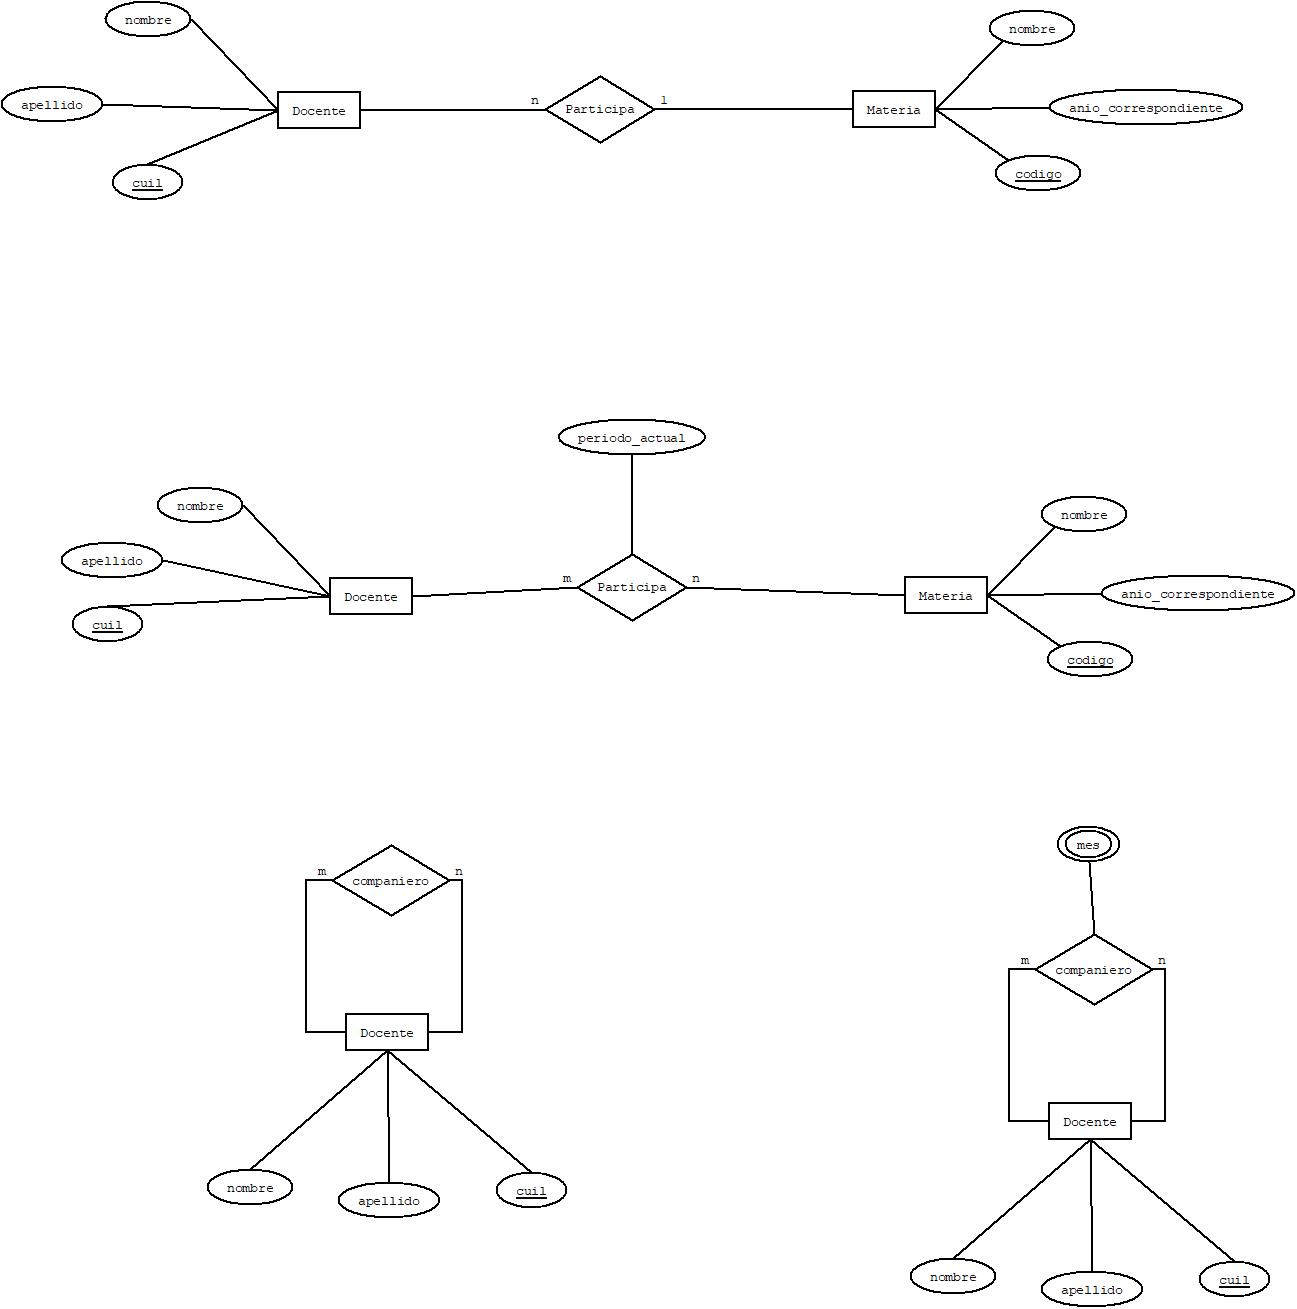 nombre
nombre
apellido
Docente
n
Participa
1
Materia
anio_correspondiente
cuil
codigo
periodo_actual
nombre
nombre
apellido
Docente
m
Participa
n
Materia
anio_correspondiente
cuil
codigo
m
companiero
n
Docente
nombre
apellido
cuil
mes
m
companiero
n
Docente
nombre
apellido
cuil